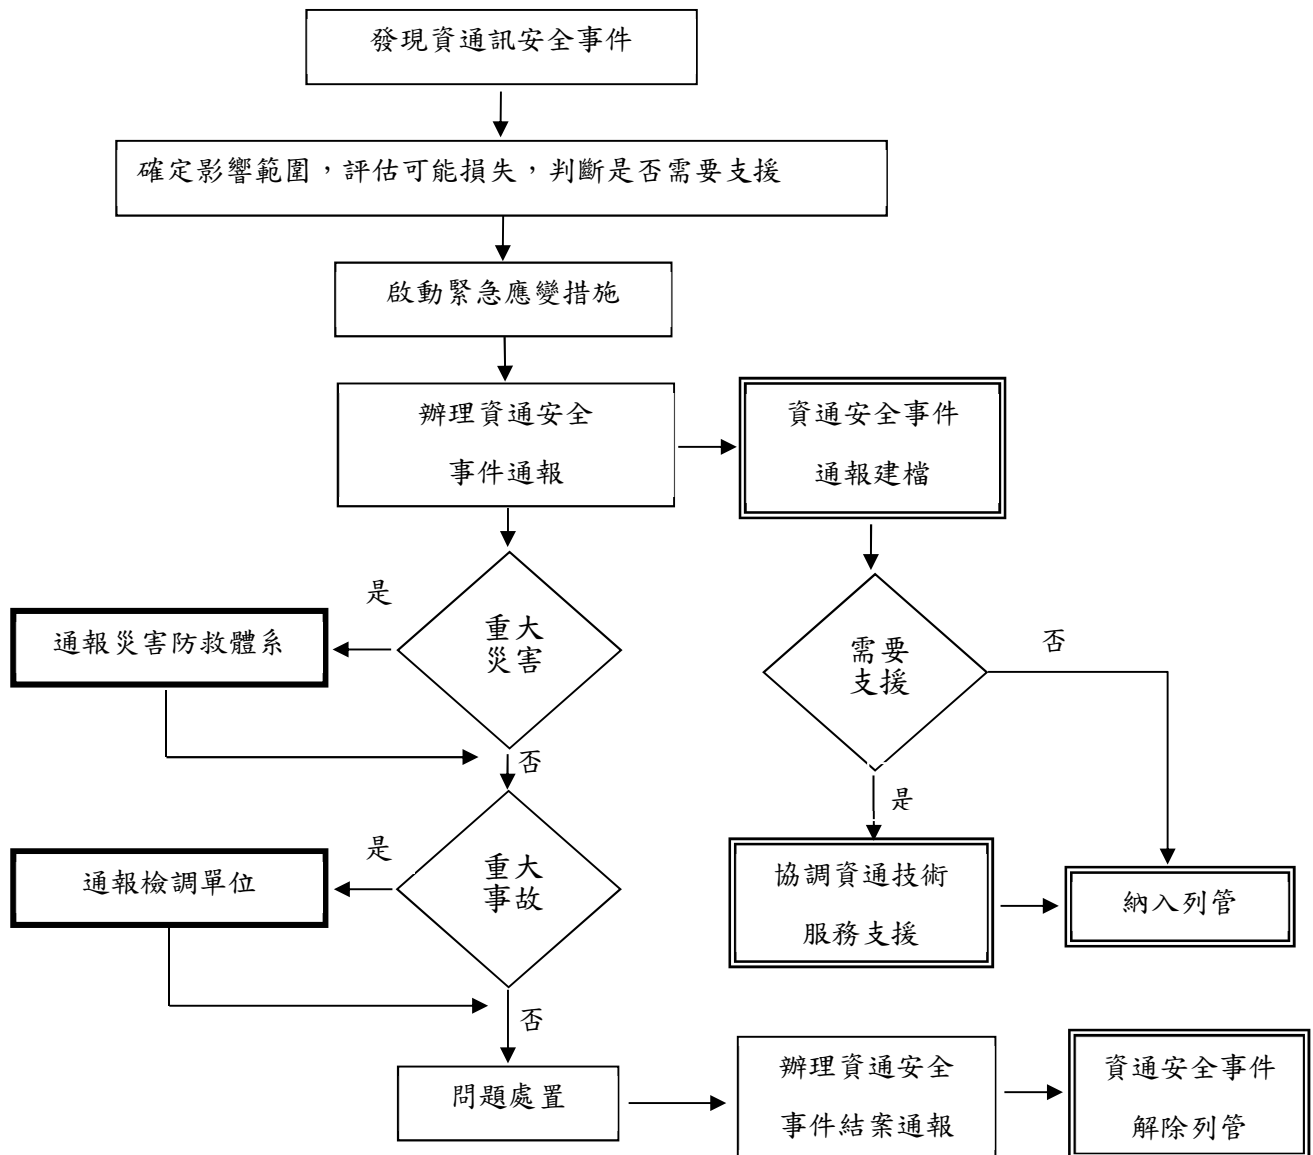 發現資通訊安全事件
確定影響範圍，評估可能損失，判斷是否需要支援
啟動緊急應變措施
辦理資通安全
事件通報
資通安全事件
通報建檔
是
重大
災害
通報災害防救體系
否
需要
支援
否
是
重大
事故
是
通報檢調單位
協調資通技術
服務支援
納入列管
否
問題處置
辦理資通安全
事件結案通報
資通安全事件
解除列管